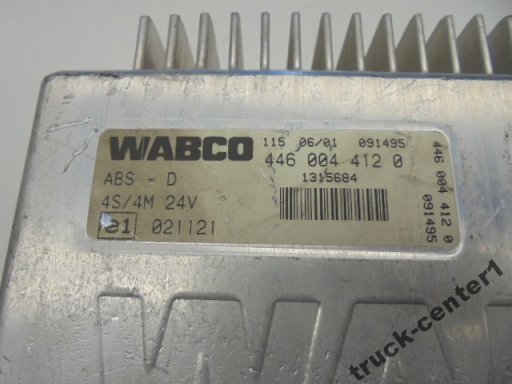 WABCO
115 06/01 091495
446 004 412 0
1315684
ABS - D
4S/4M 24V
e1 021121
446 004 412 0
091495
WA
truck-center1